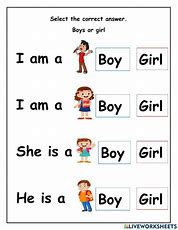 Select the correct answer.
Boys or girl
I am a Boy Girl
I am a Boy Girl
She is a Boy Girl
He is a Boy Girl
LIVEWORKSHEETS